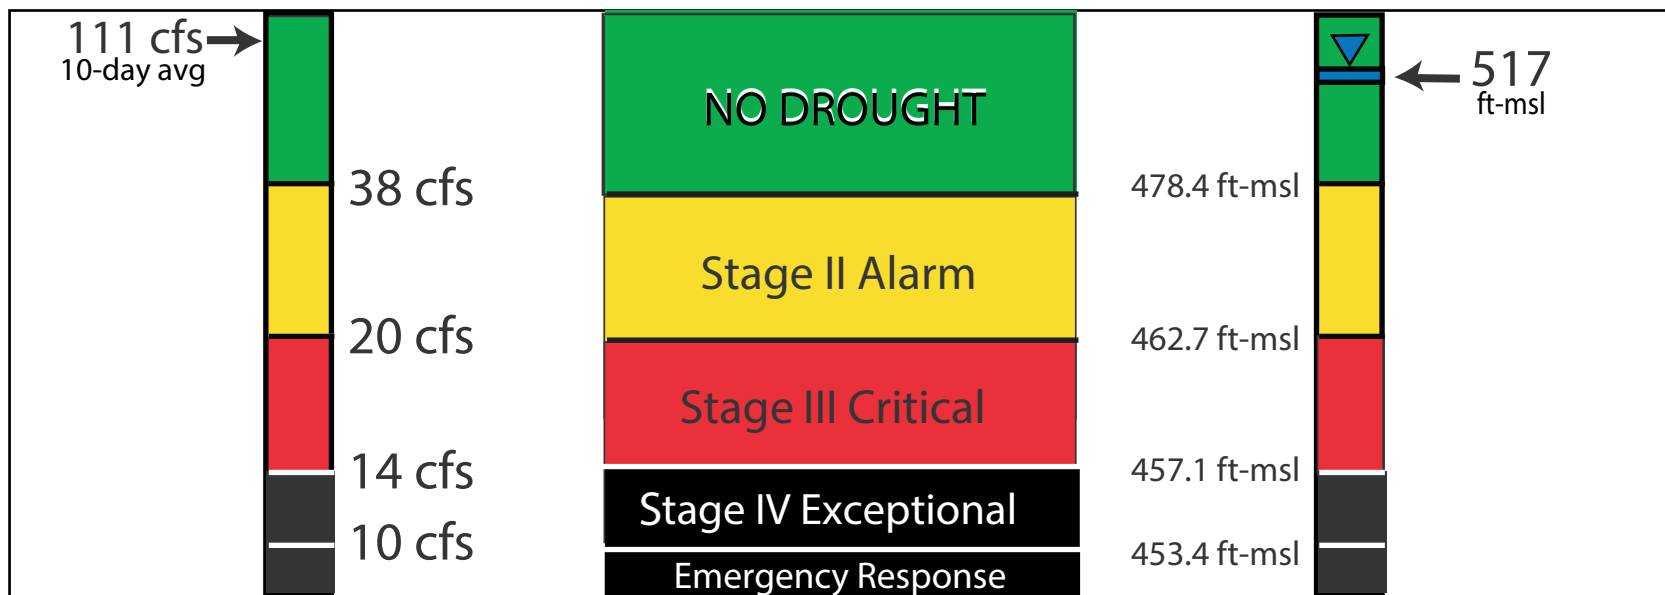 111 cfs
10-day avg
38 cfs
20 cfs
14 cfs
10 cfs
NO DROUGHT
Stage II Alarm
Stage III Critical
Stage IV Exceptional
Emergency Response
517
ft-msl
478.4 ft-msl
462.7 ft-msl
457.1 ft-msl
453.4 ft-msl